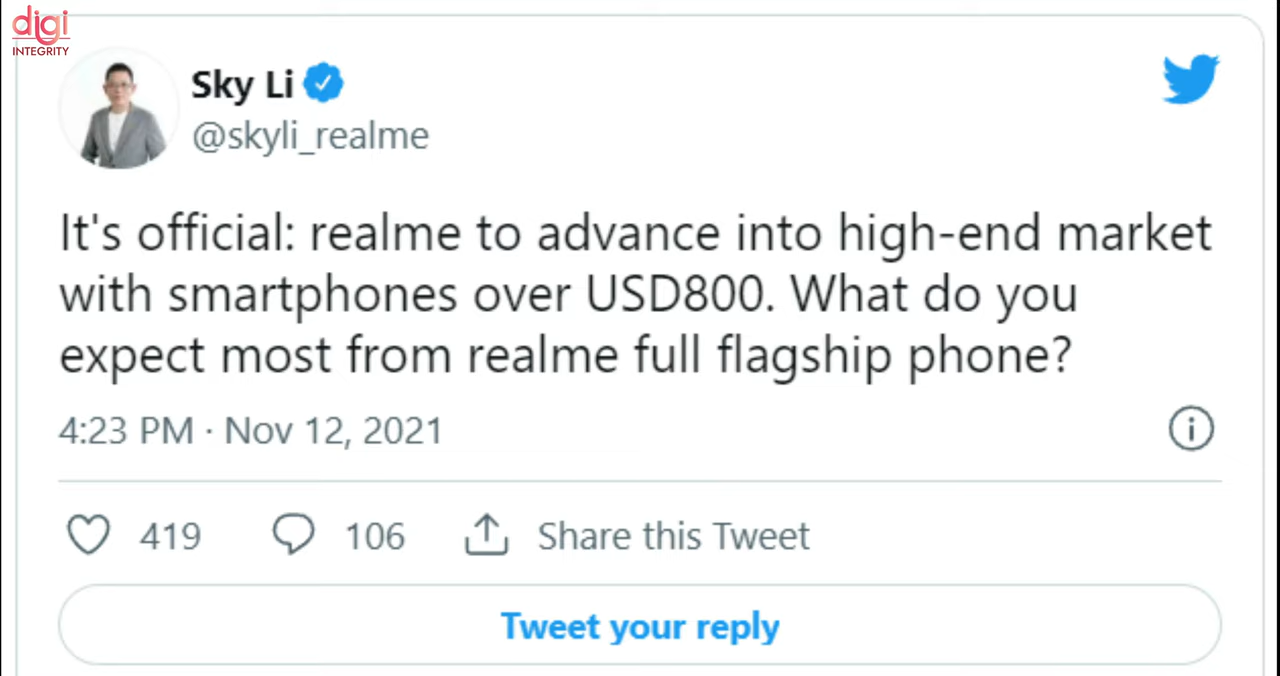 digi
INTEGRITY
Sky Li
@skyli_realme
It's official: realme to advance into high-end market
with smartphones over USD800. What do you
expect most from realme full flagship phone?
4:23 PM · Nov 12, 2021
419 106 Share this Tweet
Tweet your reply